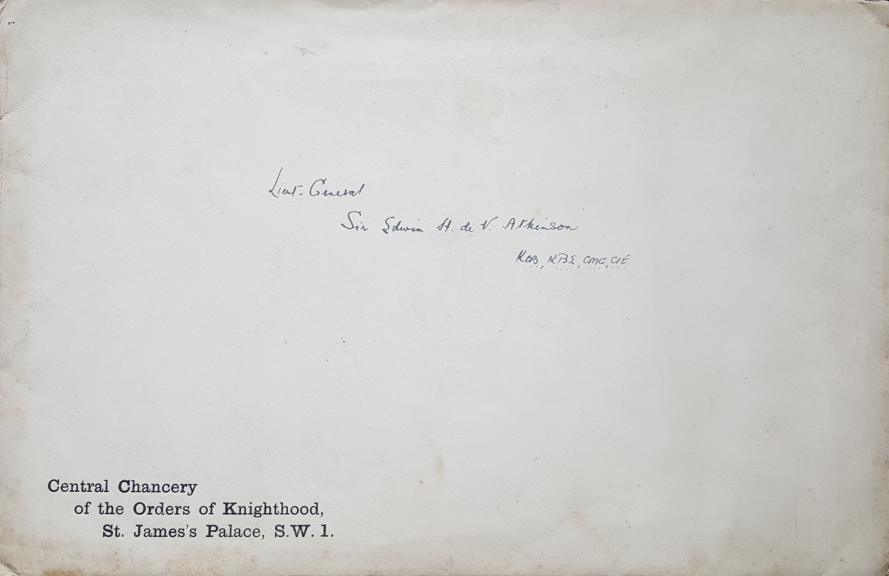 Lieut-General
Sir Edwin H. de V. Atkinson
KCB, KBE, CMG, CIE
Central Chancery
of the Orders of Knighthood,
St. James's Palace, S.W. 1.